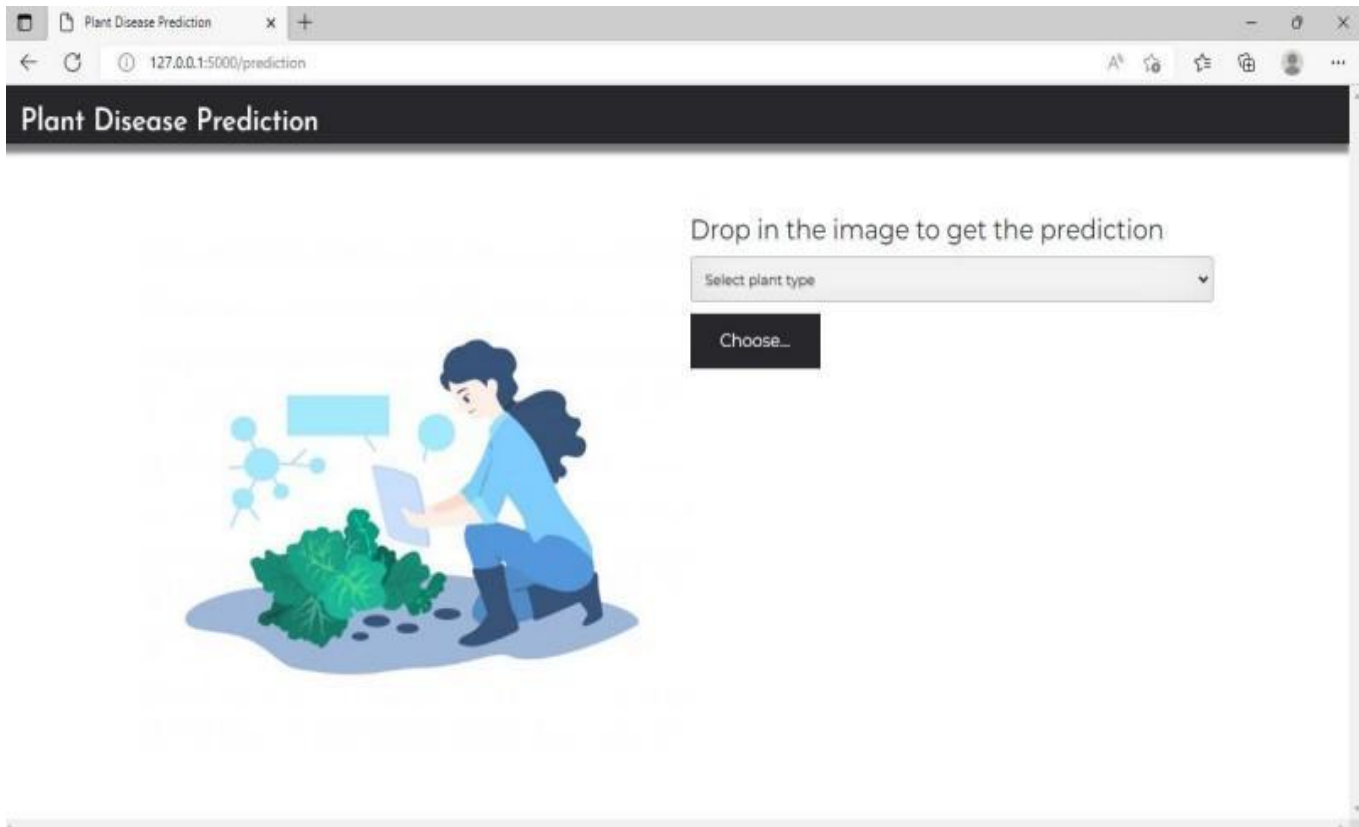 Plant Disease Prediction
127.0.0.1:5000/prediction
Plant Disease Prediction
Drop in the image to get the prediction
Select plant type
Choose...